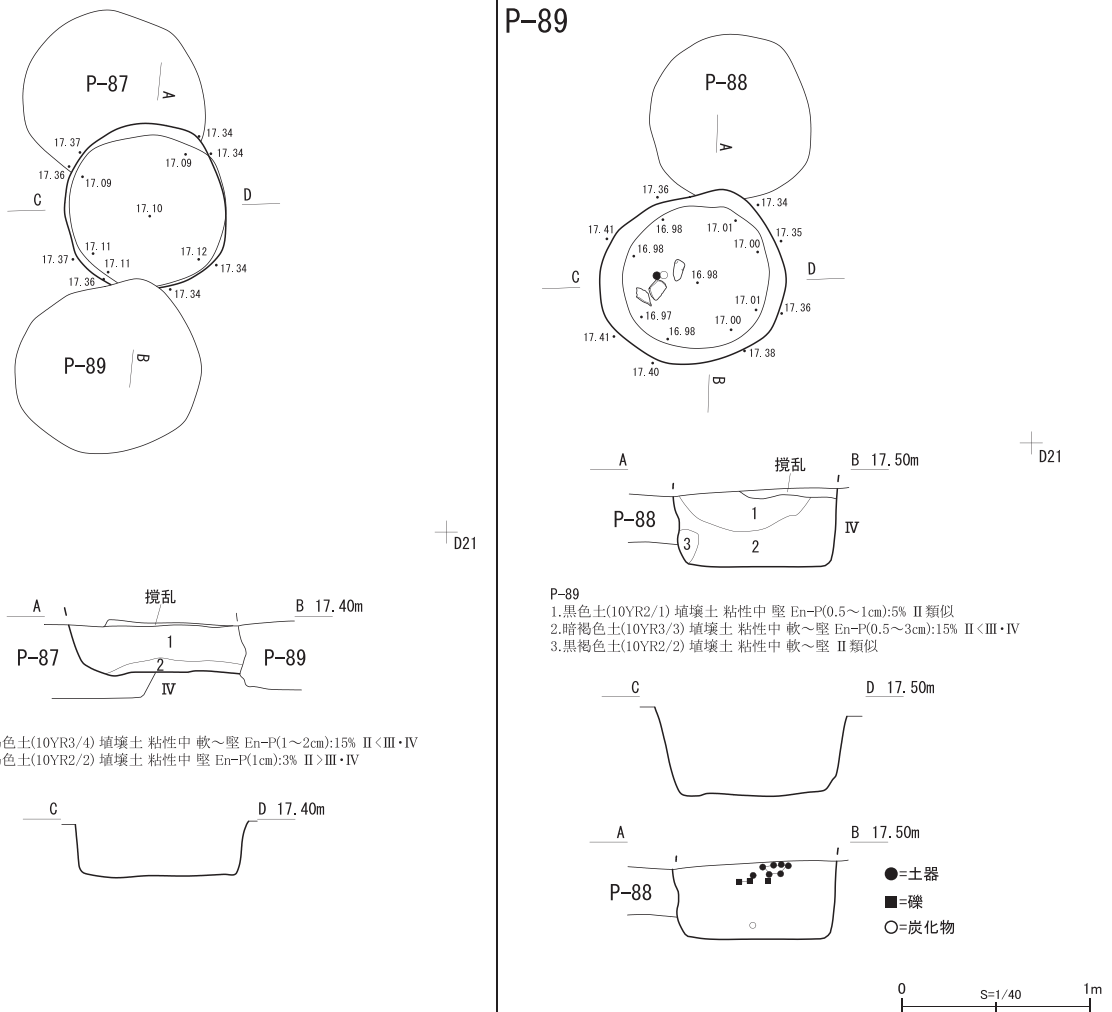 P-87
A
17.34
17.37
17.34
17.09
17.36
17.09
C
D
17.10
17.11
17.12
17.37
17.11
17.34
17.36
17.34
P-89
B
D21
A
撹乱
B 17.40m
1
P-87
P-89
2
Ⅳ
色土(10YR3/4) 埴壌土 粘性中 軟～堅 En-P(1～2cm):15% Ⅱ<Ⅲ・Ⅳ
色土(10YR2/2) 埴壌土 粘性中 堅 En-P(1cm):3% Ⅱ>Ⅲ・Ⅳ
C
D 17.40m
P-89
P-88
A
17.36
17.34
17.41
16.98
17.01
17.35
16.98
17.00
C
D
16.98
17.01
17.36
16.97
17.00
17.41
16.98
17.38
17.40
B
D21
A
撹乱
B 17.50m
1
P-88
Ⅳ
3
2
P-89
1.黒色土(10YR2/1) 埴壌土 粘性中 堅 En-P(0.5～1cm):5% Ⅱ類似
2.暗褐色土(10YR3/3) 埴壌土 粘性中 軟～堅 En-P(0.5～3cm):15% Ⅱ<Ⅲ・Ⅳ
3.黒褐色土(10YR2/2) 埴壌土 粘性中 軟～堅 Ⅱ類似
C
D 17.50m
A
B 17.50m
P-88
●=土器
■=礫
○=炭化物
0
S=1/40
1m